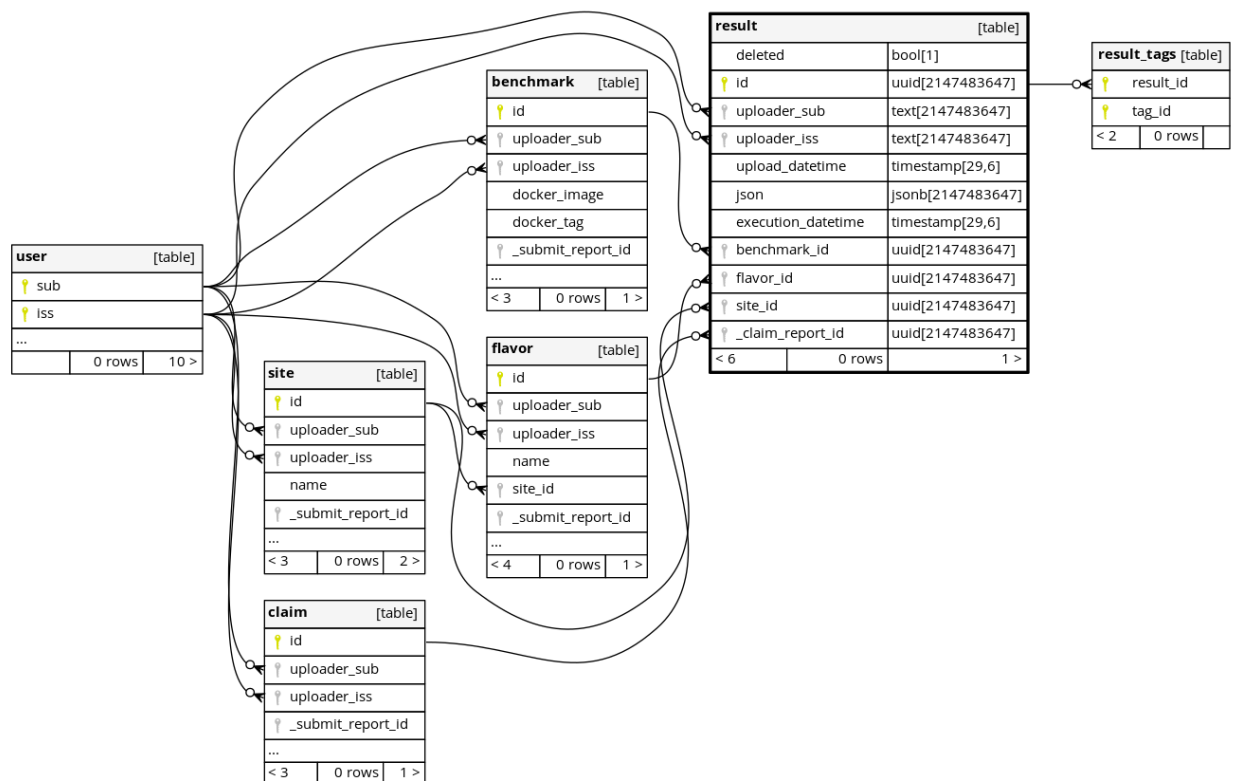 result [table]
deleted bool[1]
id uuid[2147483647]
uploader_sub text[2147483647]
uploader_iss text[2147483647]
upload_datetime timestamp[29,6]
json jsonb[2147483647]
execution_datetime timestamp[29,6]
benchmark_id uuid[2147483647]
flavor_id uuid[2147483647]
site_id uuid[2147483647]
_claim_report_id uuid[2147483647]
< 6 0 rows 1 >
result_tags [table]
result_id
tag_id
< 2 0 rows
benchmark [table]
id
uploader_sub
uploader_iss
docker_image
docker_tag
_submit_report_id
...
< 3 0 rows 1 >
user [table]
sub
iss
...
0 rows 10 >
flavor [table]
id
uploader_sub
uploader_iss
name
site_id
_submit_report_id
...
< 4 0 rows 1 >
site [table]
id
uploader_sub
uploader_iss
name
_submit_report_id
...
< 3 0 rows 2 >
claim [table]
id
uploader_sub
uploader_iss
_submit_report_id
...
< 3 0 rows 1 >